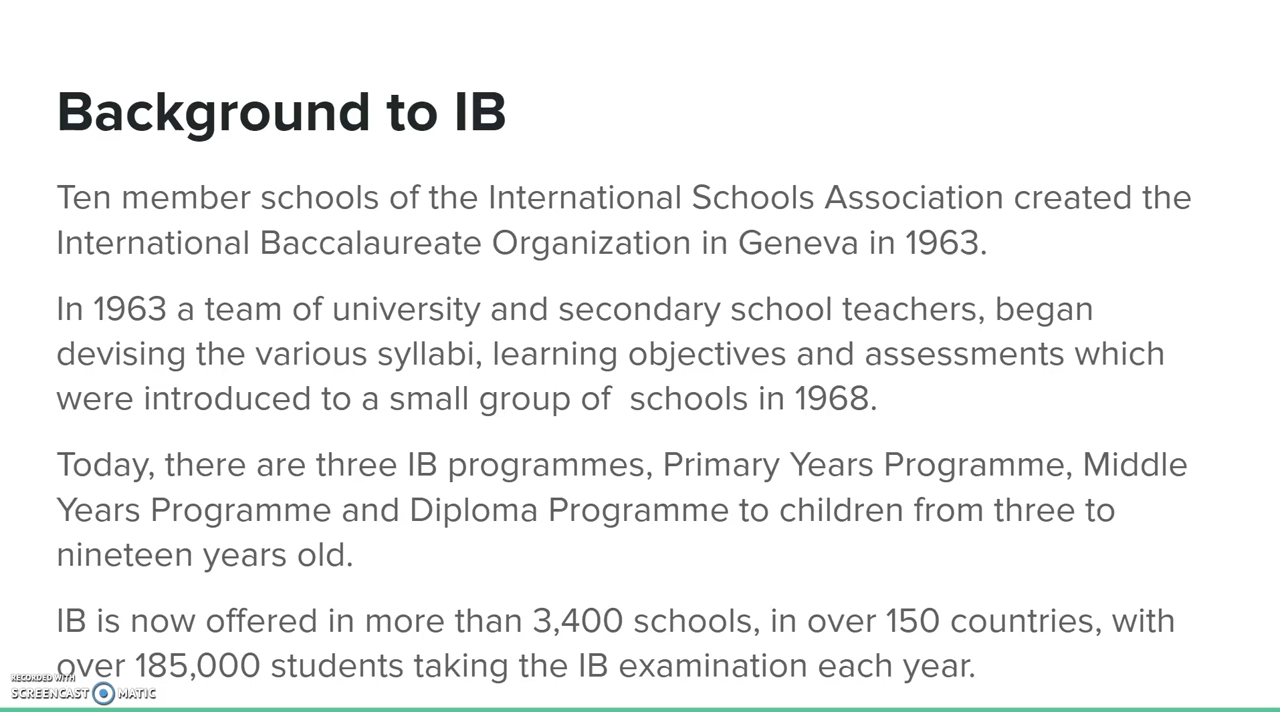 Background to IB
Ten member schools of the International Schools Association created the
International Baccalaureate Organization in Geneva in 1963.
In 1963 a team of university and secondary school teachers, began
devising the various syllabi, learning objectives and assessments which
were introduced to a small group of  schools in 1968.
Today, there are three IB programmes, Primary Years Programme, Middle
Years Programme and Diploma Programme to children from three to
nineteen years old.
IB is now offered in more than 3,400 schools, in over 150 countries, with
over 185,000 students taking the IB examination each year.
RECORDED WITH
SCREENCAST MATIC